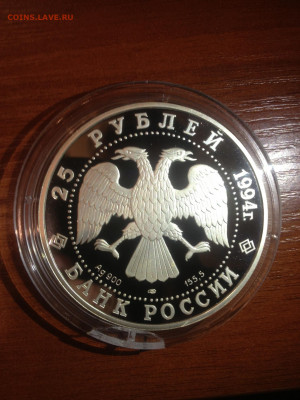 COINS.LAVE.RU
25 РУБЛЕЙ 1994г.
Ag 900
155,5
БАНК РОССИИ